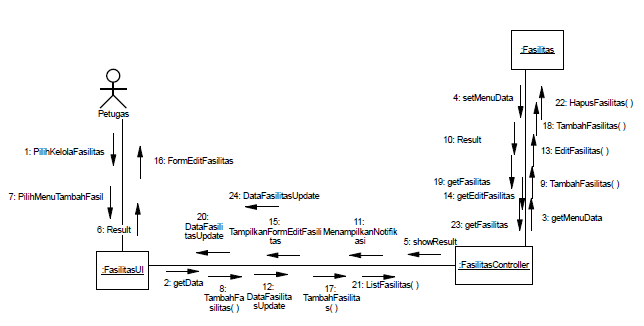 :Fasilitas
Petugas
4: setMenuData
22: HapusFasilitas( )
18: TambahFasilitas( )
10: Result
13: EditFasilitas( )
1: PilihKelolaFasilitas
16: FormEditFasilitas
19: getFasilitas
9: TambahFasilitas( )
14: getEditFasilitas
7: PilihMenuTambahFasil
24: DataFasilitasUpdate
3: getMenuData
23: getFasilitas
6: Result
20:
DataFasili
tasUpdate
15:
TampilkanFormEditFasili
tas
11:
MenampilkanNotifik
asi
5: showResult
:FasilitasUI
:FasilitasController
2: getData
8:
TambahFa
silitas( )
12:
DataFasilita
sUpdate
17:
TambahFasilita
s( )
21: ListFasilitas( )